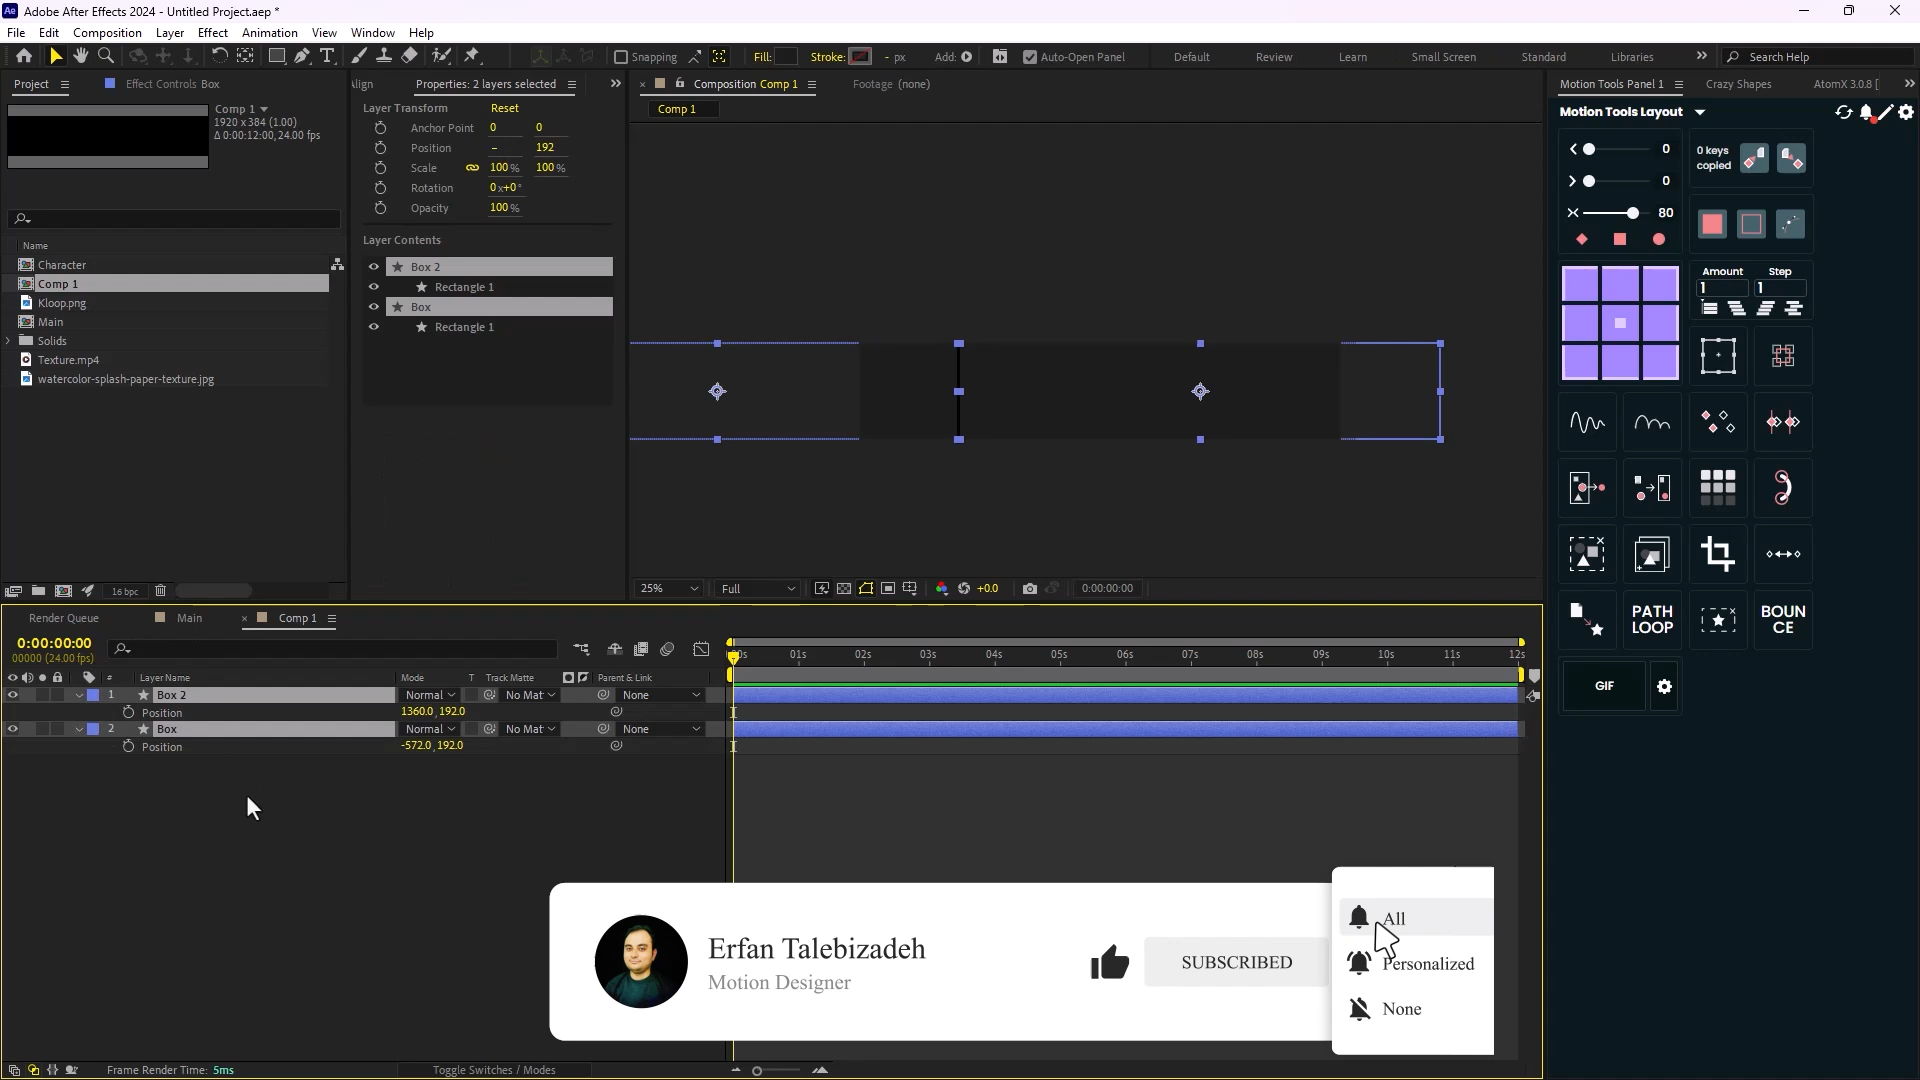 Ae Adobe After Effects 2024 - Untitled Project.aep *
File Edit Composition Layer Effect Animation View Window Help
Snapping Fill: Stroke: - px Add: Auto-Open Panel Default Review Learn Small Screen Standard Libraries Search Help
Project Effect Controls Box
Comp 1
1920 x 384 (1.00)
Δ 0:00:12:00, 24.00 fps
Name
Character
Comp 1
Kloop.png
Main
Solids
Texture.mp4
watercolor-splash-paper-texture.jpg
16 bpc
Properties: 2 layers selected
Layer Transform Reset
Anchor Point 0 0
Position - 192
Scale 100 % 100 %
Rotation 0 x+0 °
Opacity 100 %
Layer Contents
Box 2
Rectangle 1
Box
Rectangle 1
Composition Comp 1 Footage (none)
Comp 1
25% Full +0.0 0:00:00:00
Motion Tools Panel 1 Crazy Shapes AtomX 3.0.8 [
Motion Tools Layout
0
0
80
0 keys
copied
Amount Step
1 1
PATH
LOOP
BOUN
CE
GIF
Render Queue Main Comp 1
0:00:00:00
00000 (24.00 fps)
# Layer Name Mode T Track Matte Parent & Link
1 Box 2 Normal No Mat None
Position 1360.0, 192.0
2 Box Normal No Mat None
Position -572.0, 192.0
01s 02s 03s 04s 05s 06s 07s 08s 09s 10s 11s 12s
Erfan Talebizadeh
Motion Designer
SUBSCRIBED
All
Personalized
None
Frame Render Time: 5ms Toggle Switches / Modes